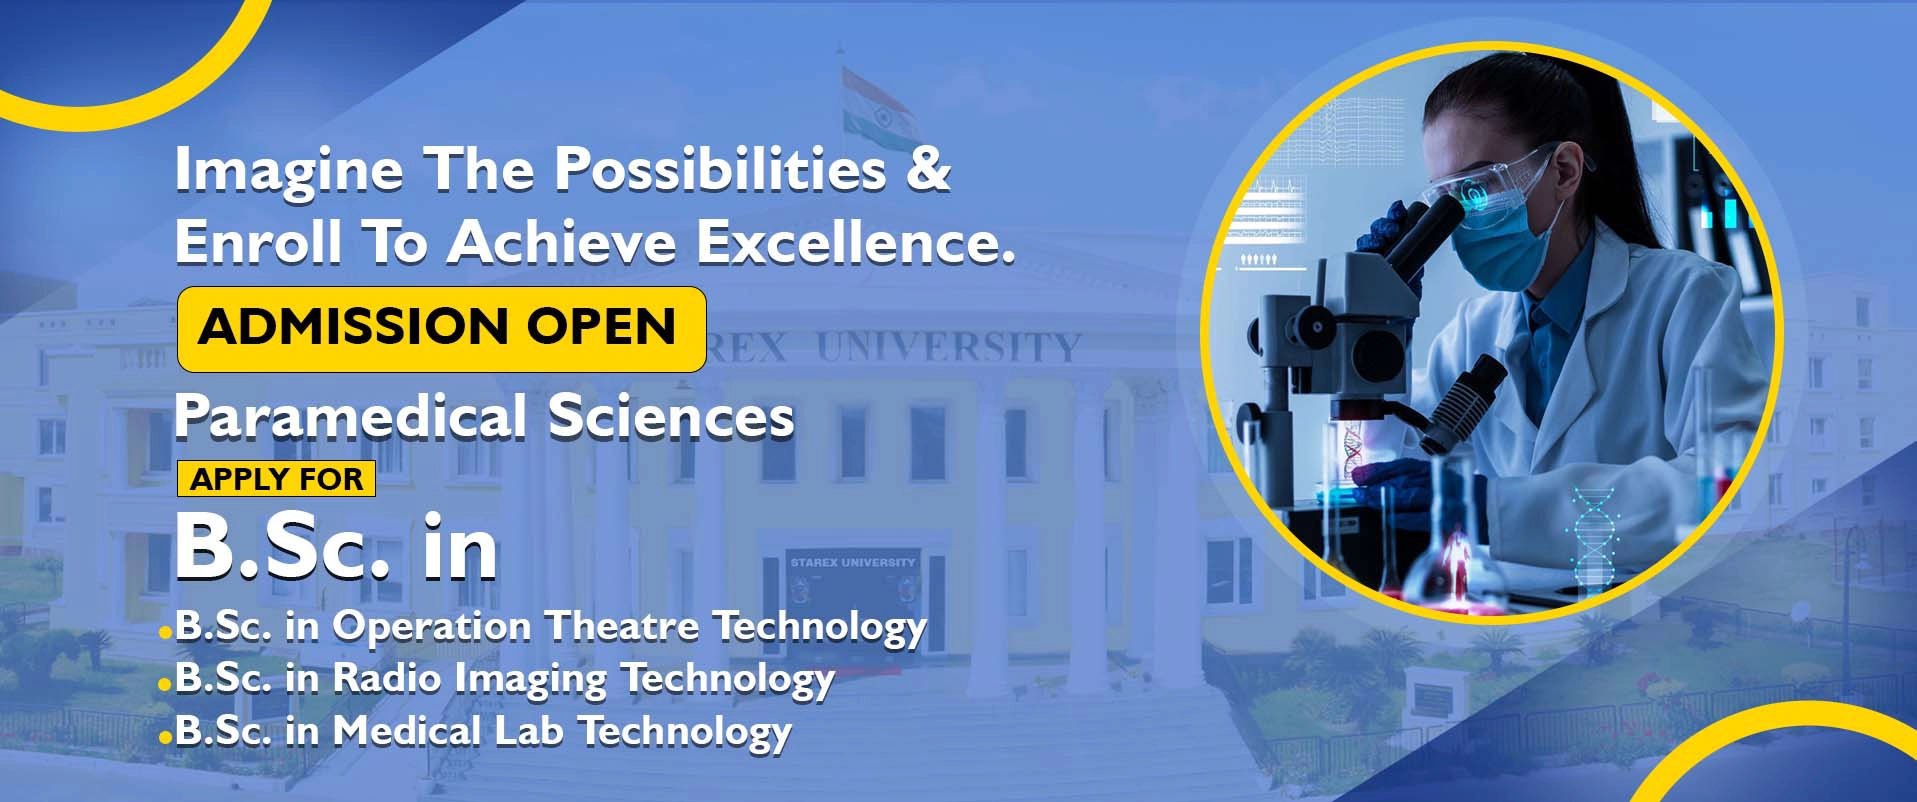 Imagine The Possibilities &
Enroll To Achieve Excellence.
ADMISSION OPEN
REX UNIVERSITY
Paramedical Sciences
APPLY FOR
B.Sc. in
STAREX UNIVERSITY
B.Sc. in Operation Theatre Technology
B.Sc. in Radio Imaging Technology
B.Sc. in Medical Lab Technology